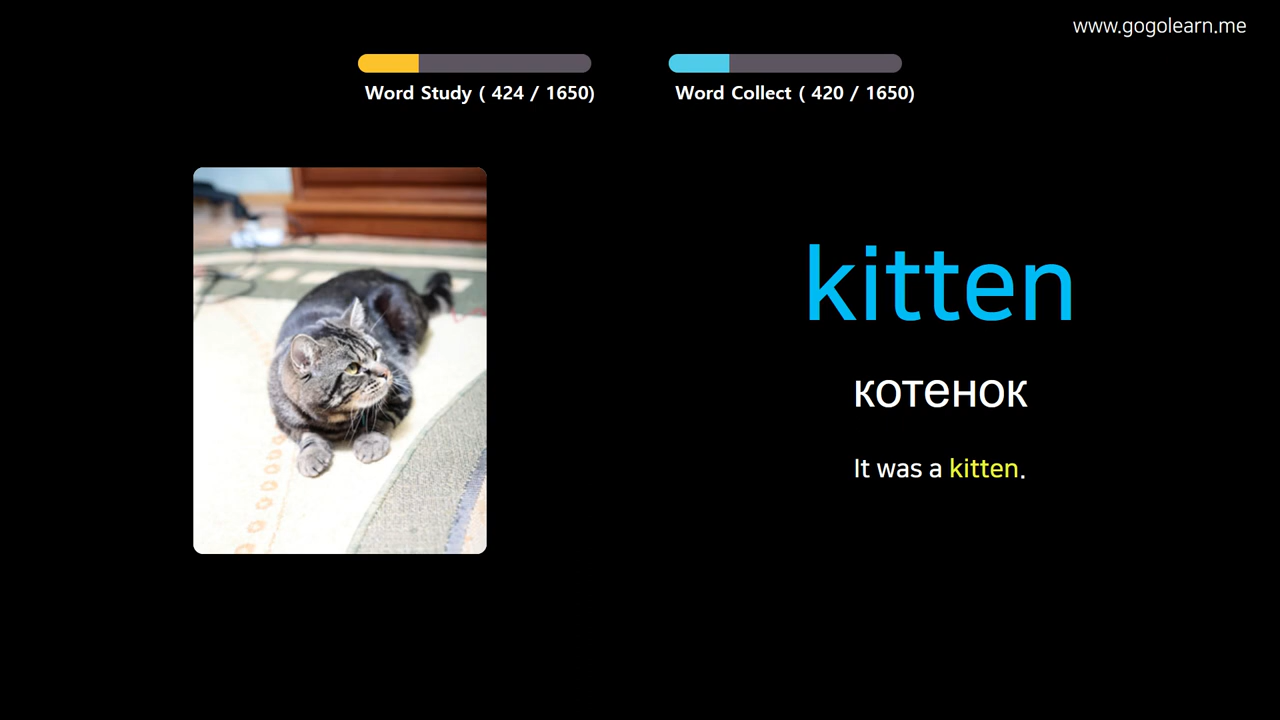 www.gogolearn.me
Word Study ( 424 / 1650)
Word Collect ( 420 / 1650)
kitten
котенок
It was a kitten.